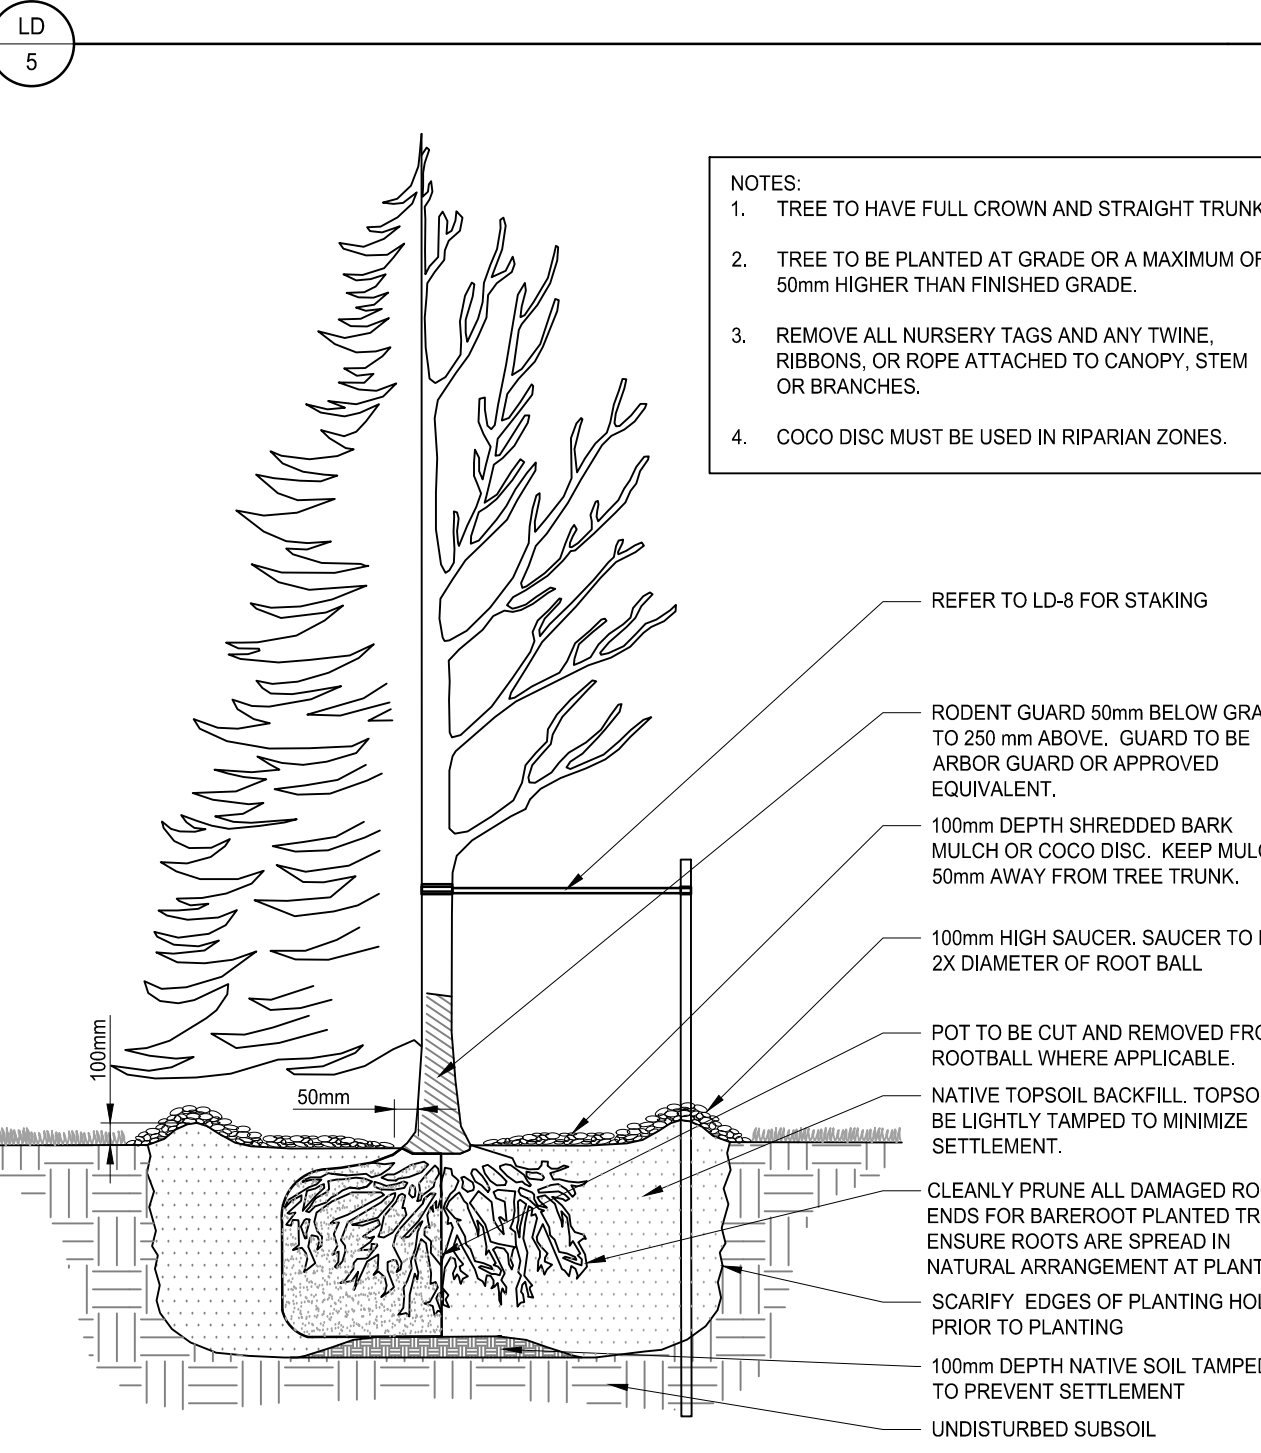 LD
5
NOTES:
1. TREE TO HAVE FULL CROWN AND STRAIGHT TRUNK
2. TREE TO BE PLANTED AT GRADE OR A MAXIMUM OF
50mm HIGHER THAN FINISHED GRADE.
3. REMOVE ALL NURSERY TAGS AND ANY TWINE,
RIBBONS, OR ROPE ATTACHED TO CANOPY, STEM
OR BRANCHES.
4. COCO DISC MUST BE USED IN RIPARIAN ZONES.
REFER TO LD-8 FOR STAKING
RODENT GUARD 50mm BELOW
TO 250 mm ABOVE. GUARD TO BE
ARBOR GUARD OR APPROVED
EQUIVALENT.
100mm DEPTH SHREDDED BARK
MULCH OR COCO DISC. KEEP
50mm AWAY FROM TREE TRUNK.
100mm HIGH SAUCER. SAUCER TO
2X DIAMETER OF ROOT BALL
POT TO BE CUT AND REMOVED
ROOTBALL WHERE APPLICABLE.
NATIVE TOPSOIL BACKFILL.
BE LIGHTLY TAMPED TO MINIMIZE
SETTLEMENT.
CLEANLY PRUNE ALL DAMAGED
ENDS FOR BAREROOT PLANTED
ENSURE ROOTS ARE SPREAD IN
NATURAL ARRANGEMENT AT
SCARIFY EDGES OF PLANTING
PRIOR TO PLANTING
100mm DEPTH NATIVE SOIL TAMPED
TO PREVENT SETTLEMENT
UNDISTURBED SUBSOIL
100mm
50mm